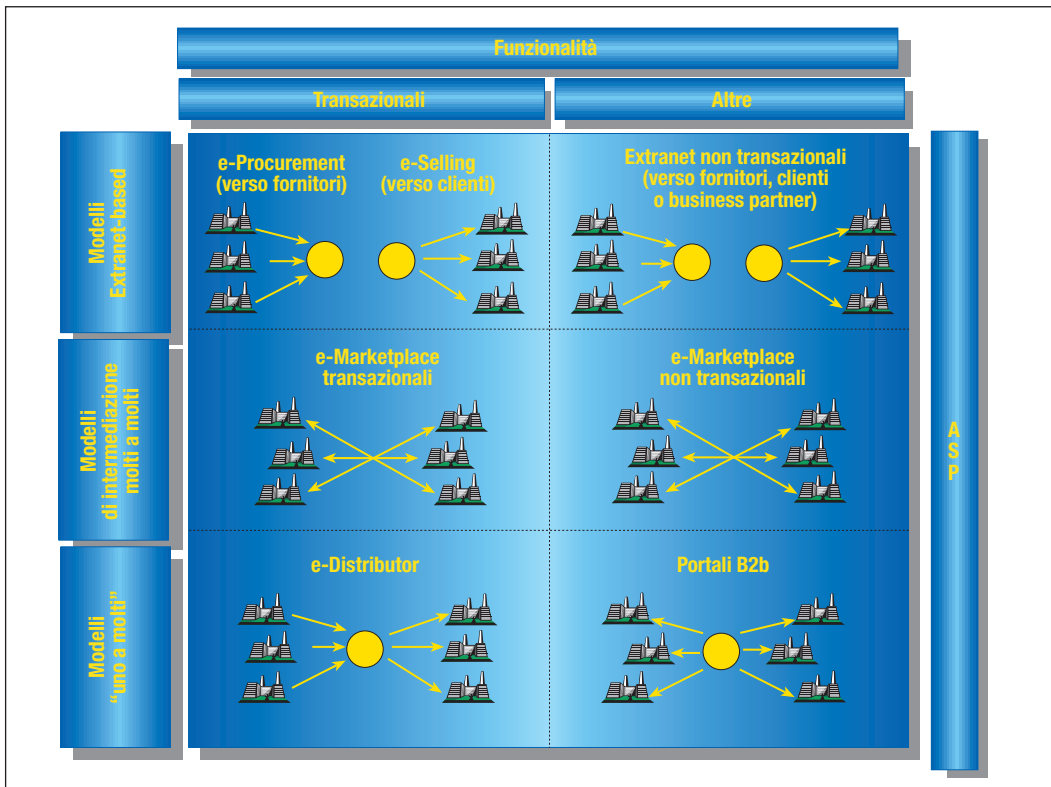 Funzionalità
Transazionali
Altre
Modelli
Extranet-based
e-Procurement
(verso fornitori)
e-Selling
(verso clienti)
Extranet non transazionali
(verso fornitori, clienti
o business partner)
Modelli
di intermediazione
molti a molti
e-Marketplace
transazionali
e-Marketplace
non transazionali
Modelli
“uno a molti”
e-Distributor
Portali B2b
A
S
P